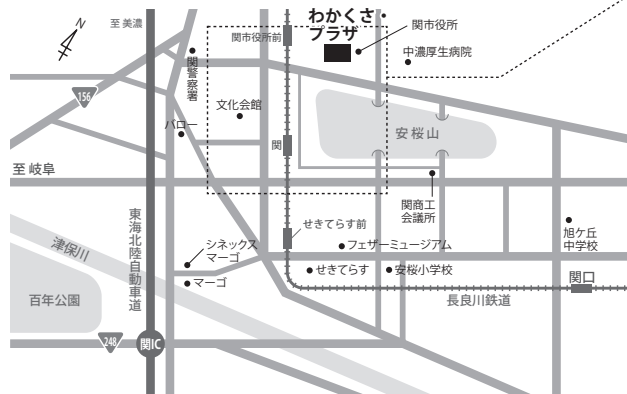 N
至 美濃
わかくさ・
プラザ
関市役所前
関市役所
中濃厚生病院
関警察署
156
文化会館
バロー
関
安桜山
至 岐阜
関商工
会議所
東海北陸自動車道
せきてらす前
旭ケ丘
中学校
シネックス
マーゴ
フェザーミュージアム
津保川
せきてらす
安桜小学校
マーゴ
関口
百年公園
長良川鉄道
248
関IC